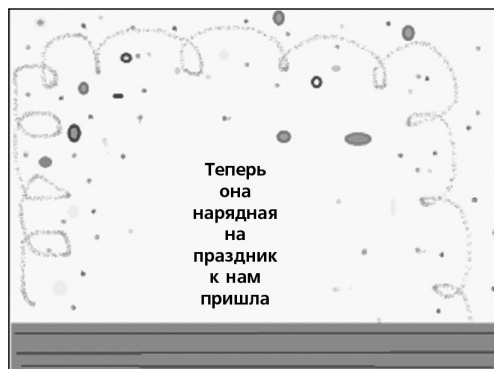 Теперь
она
нарядная
на
праздник
к нам
пришла